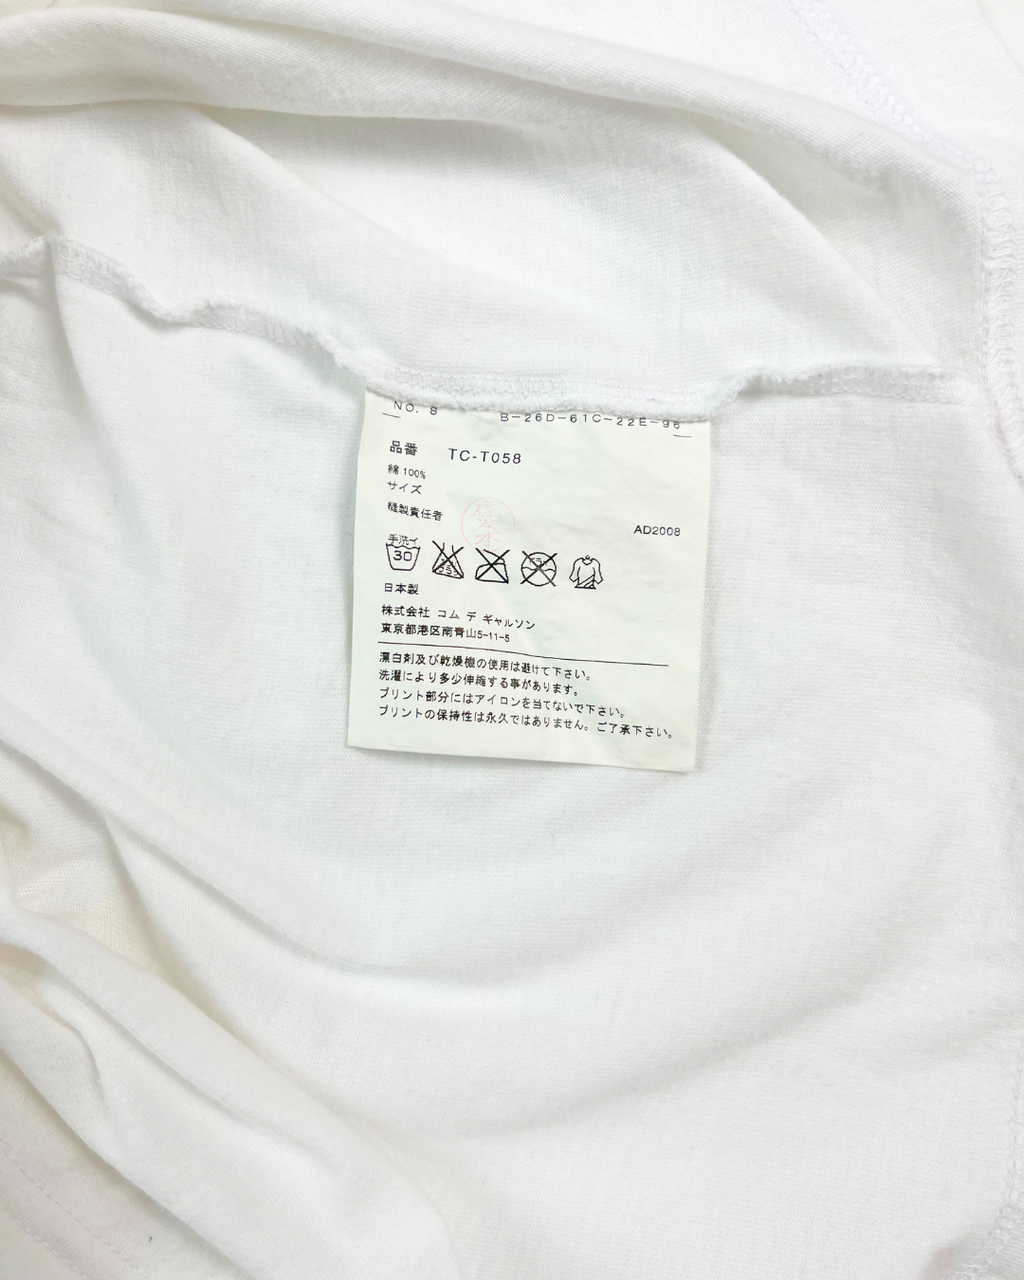 NO. 8 B-26D-61C-22E-96
品番 TC-T058
綿 100%
サイズ
縫製責任者
AD2008
手洗イ
30
日本製
株式会社 コム デ ギャルソン
東京都港区南青山5-11-5
漂白剤及び乾燥機の使用は避けて下さい。
洗濯により多少伸縮する事があります。
プリント部分にはアイロンを当てないで下さい。
プリントの保持性は永久ではありません。ご了承下さい。